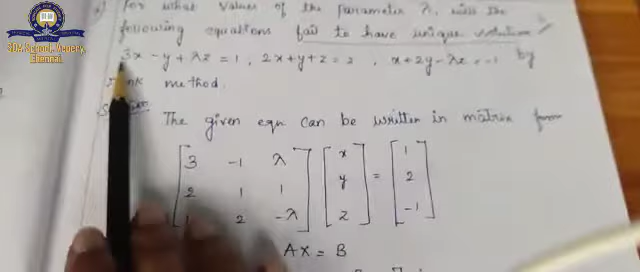 for what values of the parameter λ, will the
following equations fail to have unique solution
3x - y + λz = 1, 2x + y + z = 2, x + 2y - λz = -1 by
method.
The given eqn can be written in matrix form
[3 -1 λ] [x] = [1]
[2 1 1] [y] [2]
[1 2 -λ] [z] [-1]
AX = B